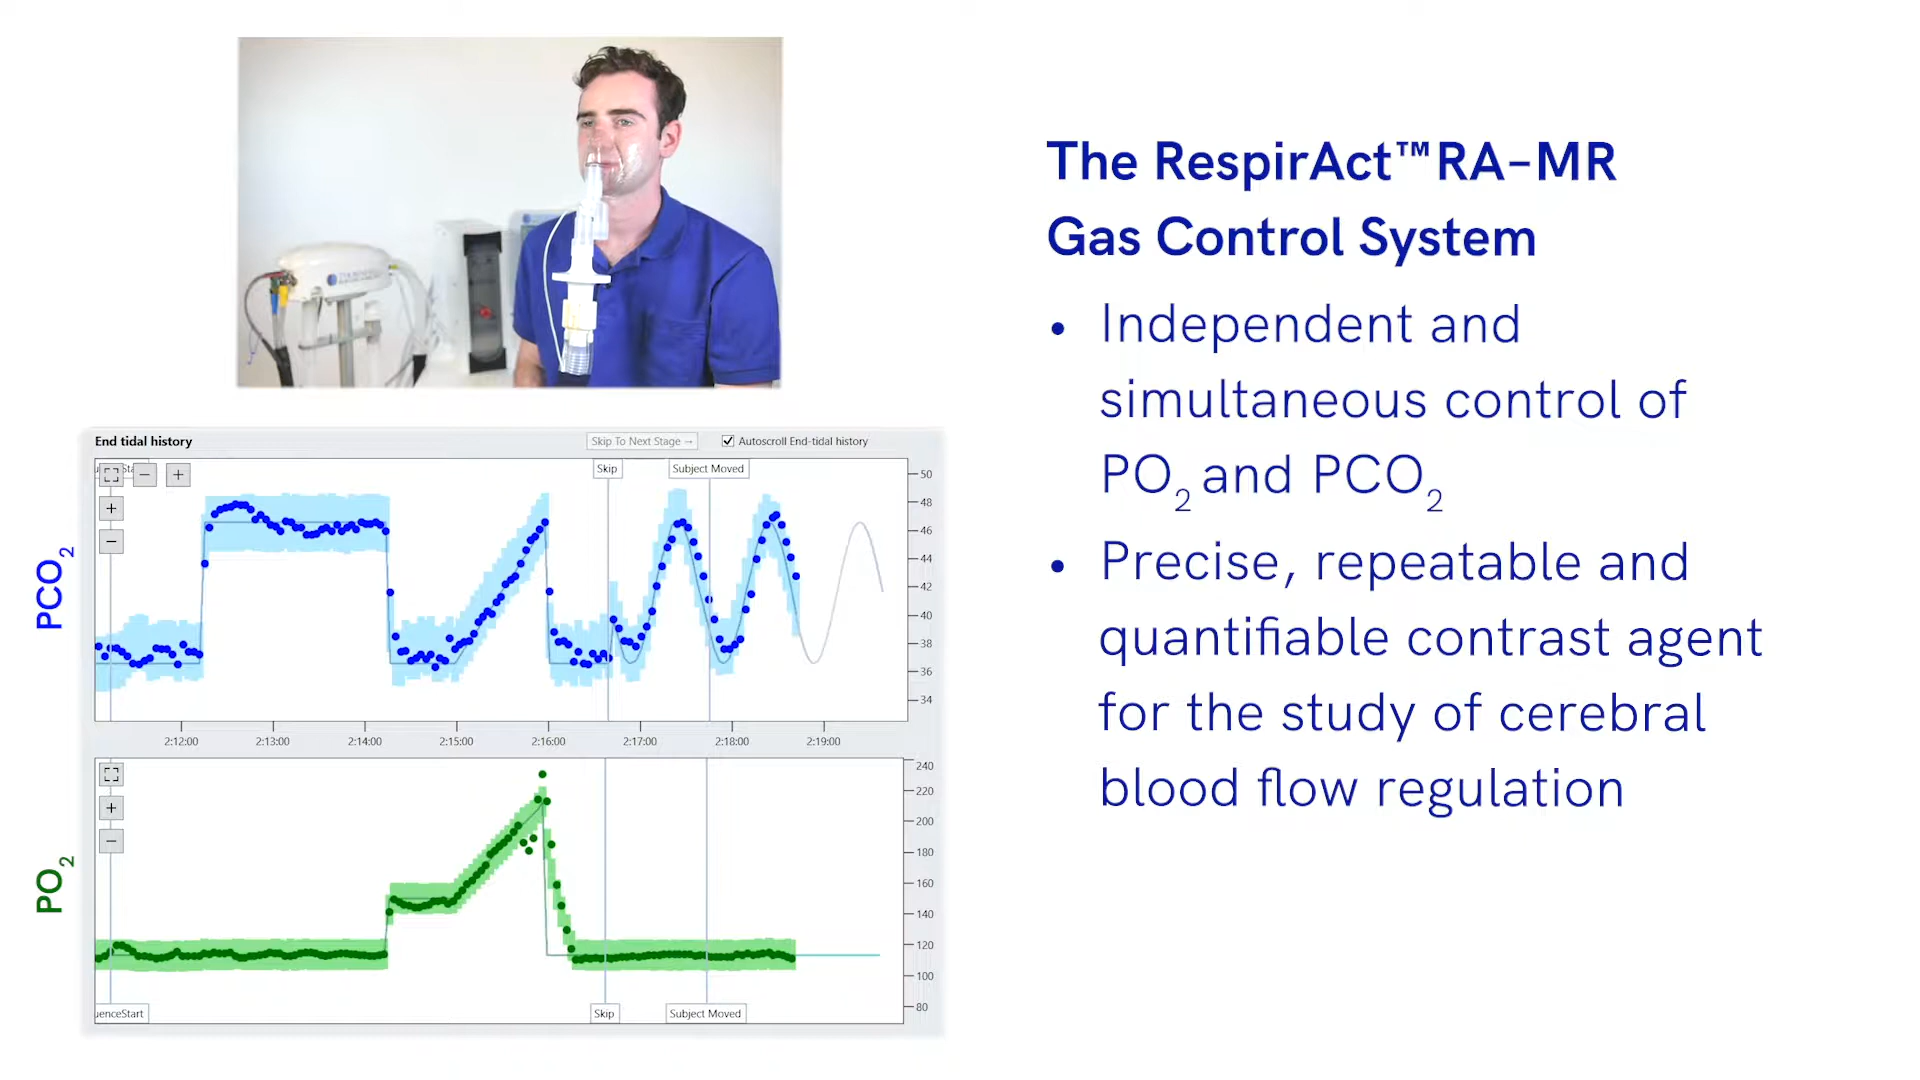 The RespirAct™ RA-MR
Gas Control System
• Independent and
simultaneous control of
PO2 and PCO2
• Precise, repeatable and
quantifiable contrast agent
for the study of cerebral
blood flow regulation
End tidal history
Skip To Next Stage →
Autoscroll End-tidal history
Skip
Subject Moved
PCO2
50
48
46
44
42
40
38
36
34
2:12:00 2:13:00 2:14:00 2:15:00 2:16:00 2:17:00 2:18:00 2:19:00
PO2
240
220
200
180
160
140
120
100
80
uenceStart
Skip
Subject Moved